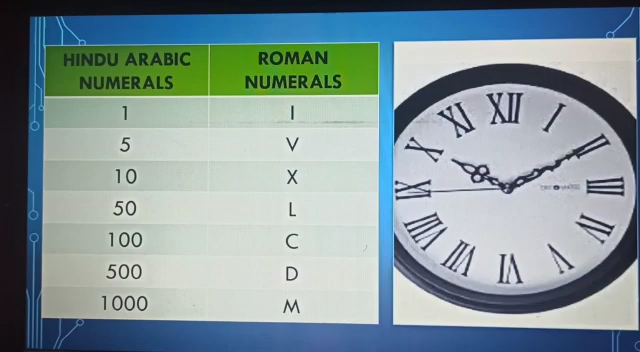 HINDU ARABIC NUMERALS
ROMAN NUMERALS
1 I
5 V
10 X
50 L
100 C
500 D
1000 M
XII
I
II
III
IV
V
VI
VII
VIII
IX
X
XI